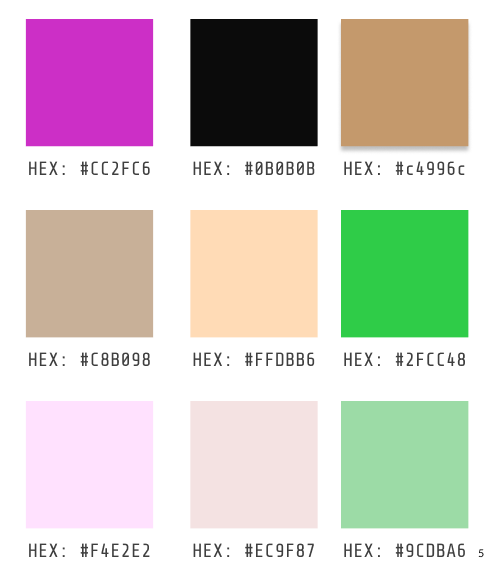 HEX: #CC2FC6 HEX: #0B0B0B HEX: #c4996c
HEX: #C8B098 HEX: #FFDBB6 HEX: #2FCC48
HEX: #F4E2E2 HEX: #EC9F87 HEX: #9CDBA6 5